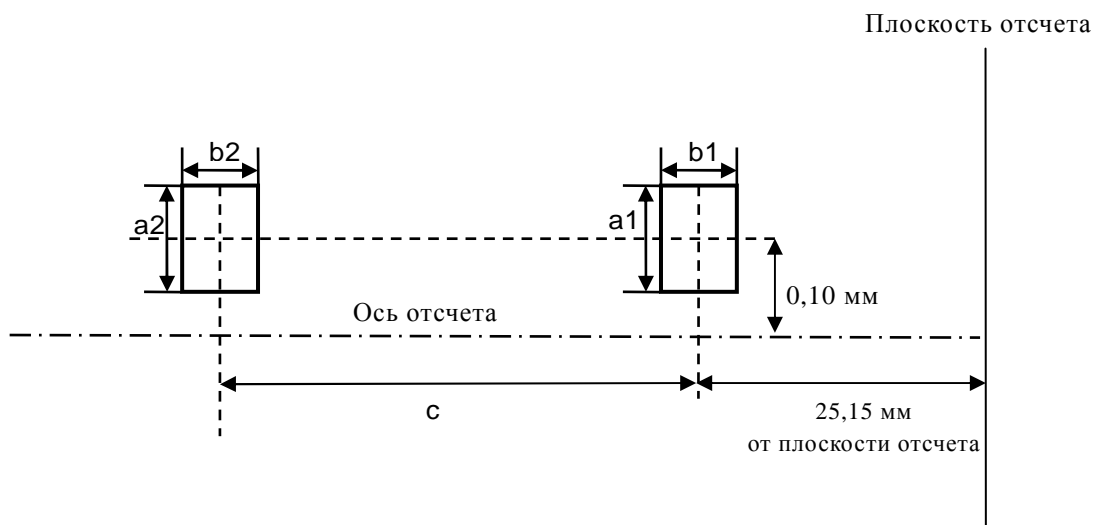 Плоскость отсчета
b2
b1
a2
a1
0,10 мм
Ось отсчета
c
25,15 мм
от плоскости отсчета